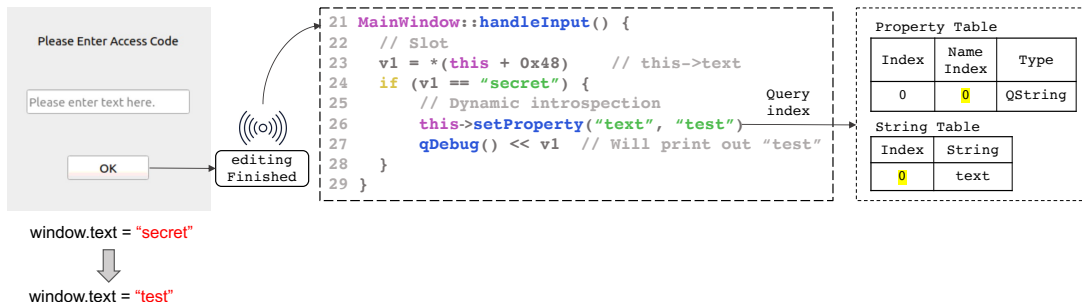 Please Enter Access Code
Please enter text here.
OK
window.text = “secret”
window.text = “test”
editing
Finished
21 MainWindow::handleInput() {
22 // Slot
23 v1 = *(this + 0x48) // this->text
24 if (v1 == “secret”) {
25 // Dynamic introspection
26 this->setProperty(“text”, “test”)
27 qDebug() << v1 // Will print out “test”
28 }
29 }
Query
index
Property Table
Index Name Index Type
0 0 QString
String Table
Index String
0 text